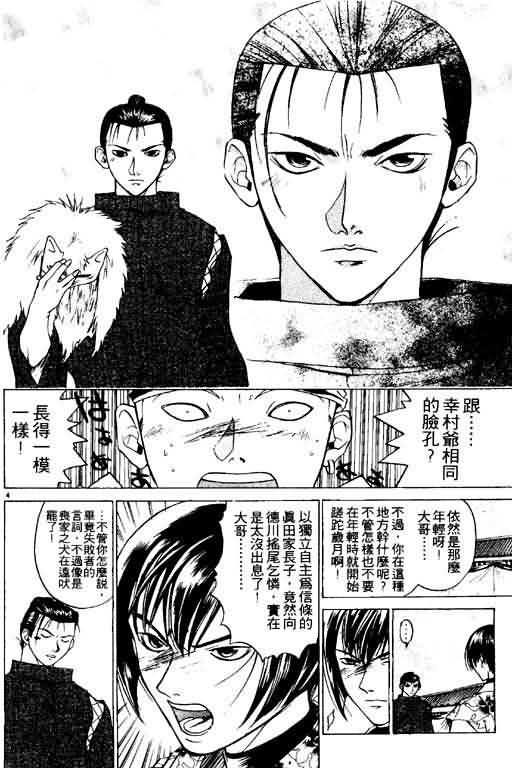 跟……
幸村爺相同
的臉孔？
長得一模
一樣！
4
依然是那麼
年輕呀！
大哥！
不過，你在這種
地方幹什麼呢？
不管怎樣也不要
在年輕時就開始
蹉跎歲月啊！
……
以獨立自主為信條的
眞田家長子，竟然向
德川搖尾乞憐，實在
是太沒出息了！
大哥……
…不管你怎麼說
畢竟失敗者的
言詞，不過像是
喪家之犬在遠吠
罷了！